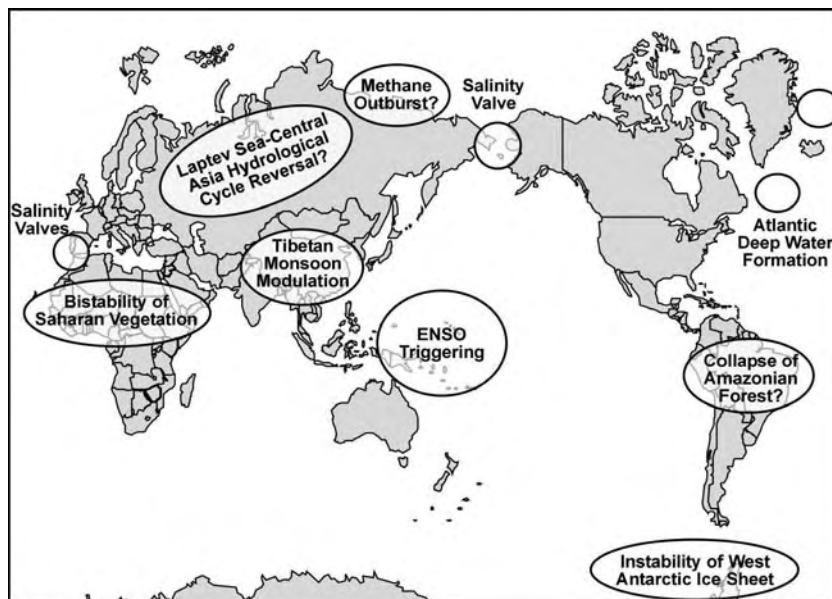 Methane
Outburst?
Salinity
Valve
Laptev Sea-Central
Asia Hydrological
Cycle Reversal?
Salinity
Valves
Tibetan
Monsoon
Modulation
Atlantic
Deep Water
Formation
Bistability of
Saharan Vegetation
ENSO
Triggering
Collapse of
Amazonian
Forest?
Instability of West
Antarctic Ice Sheet